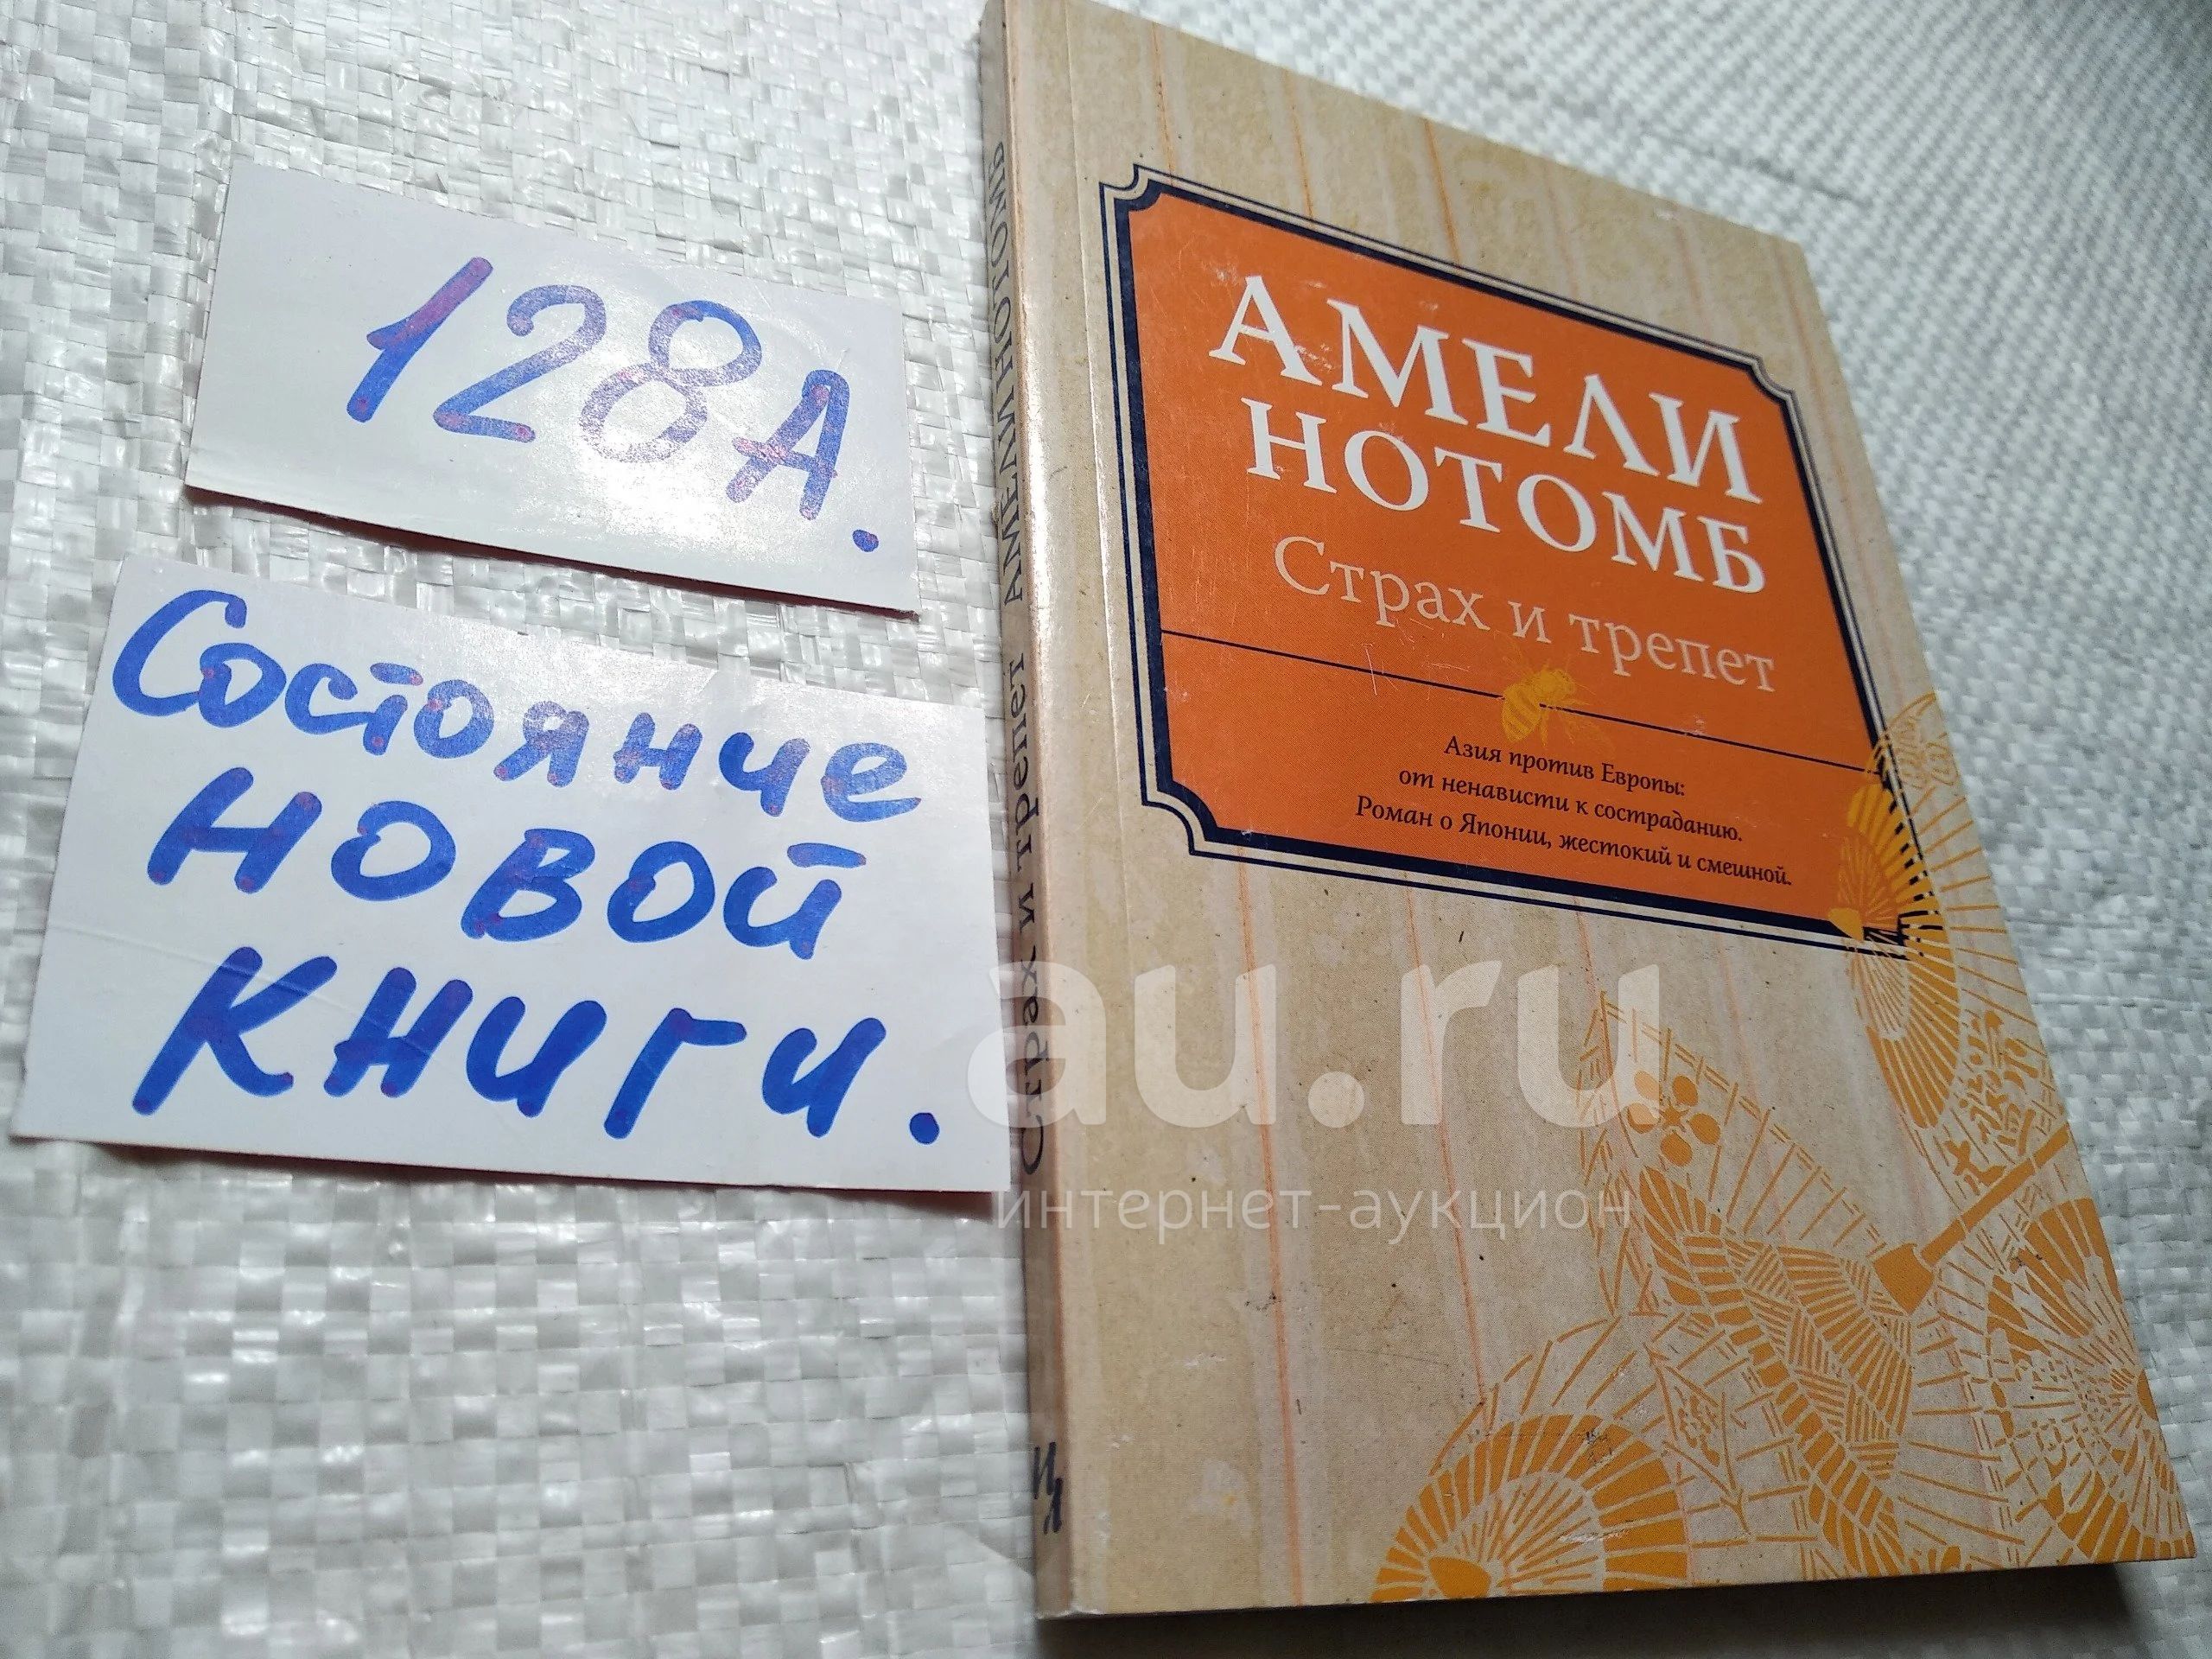 128А.
Состояние
новой
книги.
АМЕЛИ НОТОМБ Страх и трепет
АМЕЛИ
НОТОМБ
Страх и трепет
Азия против Европы:
от ненависти к состраданию.
Роман о Японии, жестокий и смешной.
au.ru
интернет-аукцион